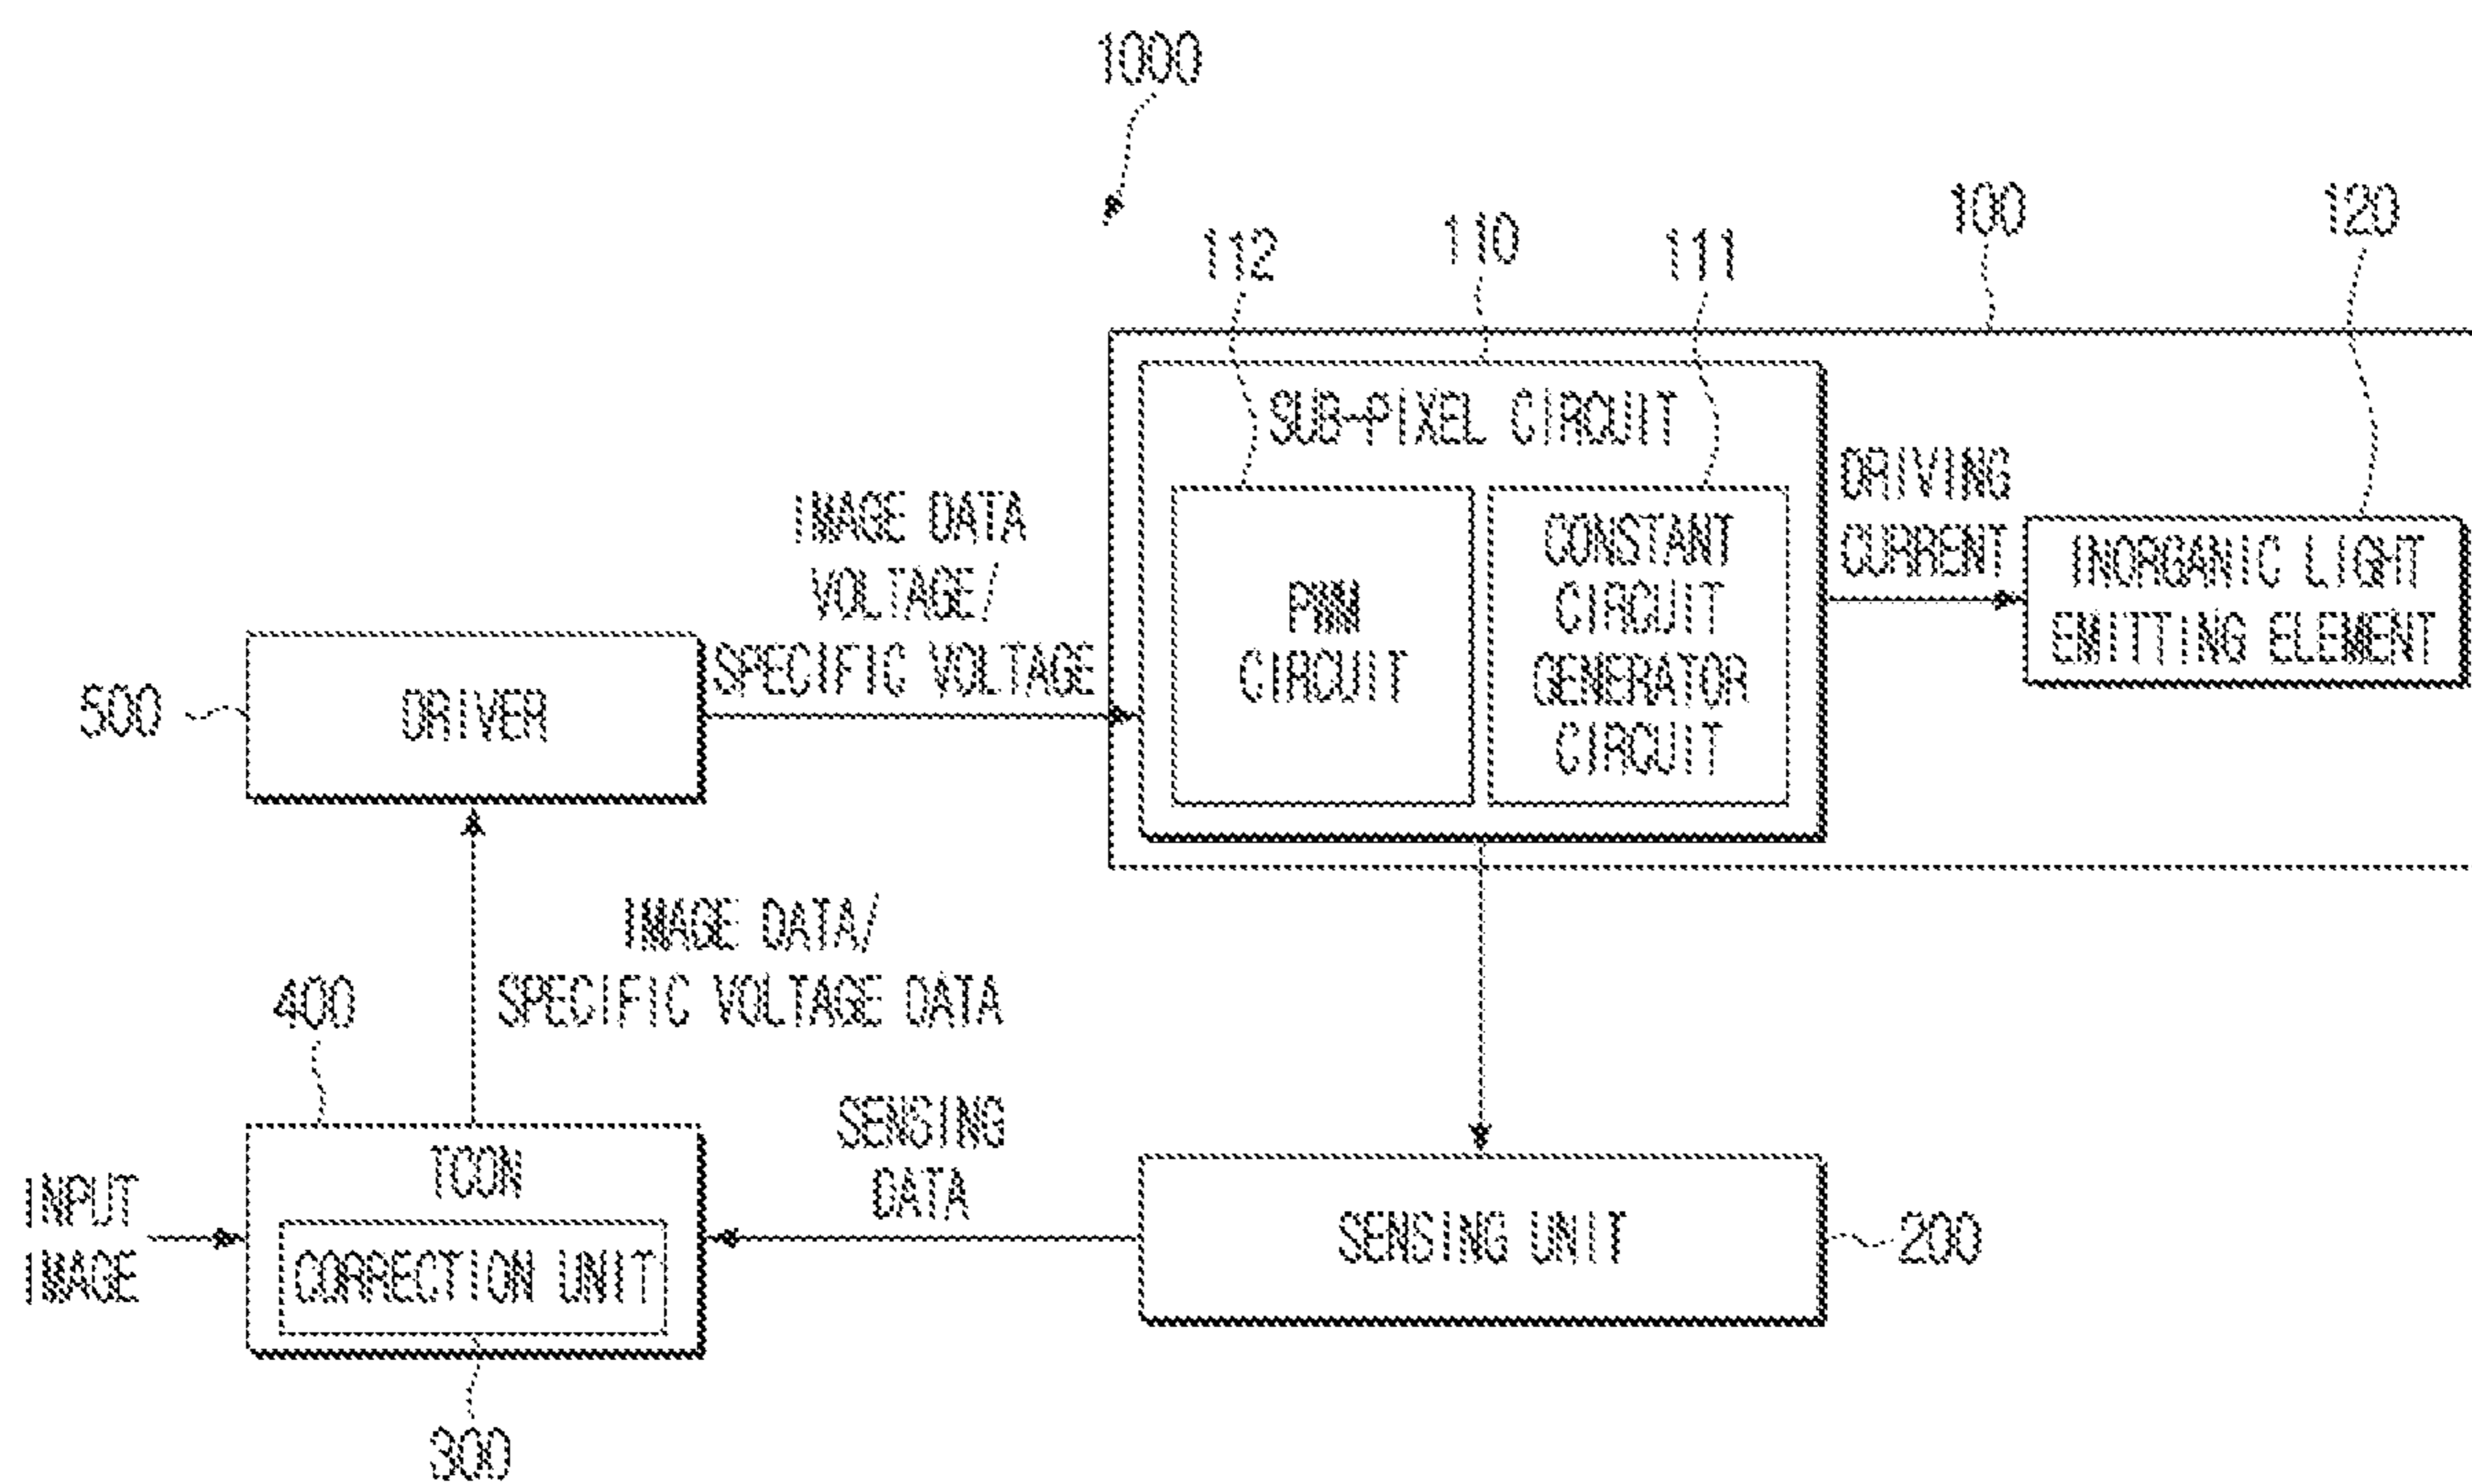 1000
112
110
111
100
120
SUB-PIXEL CIRCUIT
PWM
CIRCUIT
CONSTANT
CIRCUIT
GENERATOR
CIRCUIT
DRIVING
CURRENT
INORGANIC LIGHT
EMITTING ELEMENT
IMAGE DATA
VOLTAGE/
SPECIFIC VOLTAGE
500
DRIVER
IMAGE DATA/
SPECIFIC VOLTAGE DATA
400
TCON
CORRECTION UNIT
INPUT
IMAGE
SENSING
DATA
SENSING UNIT
200
300